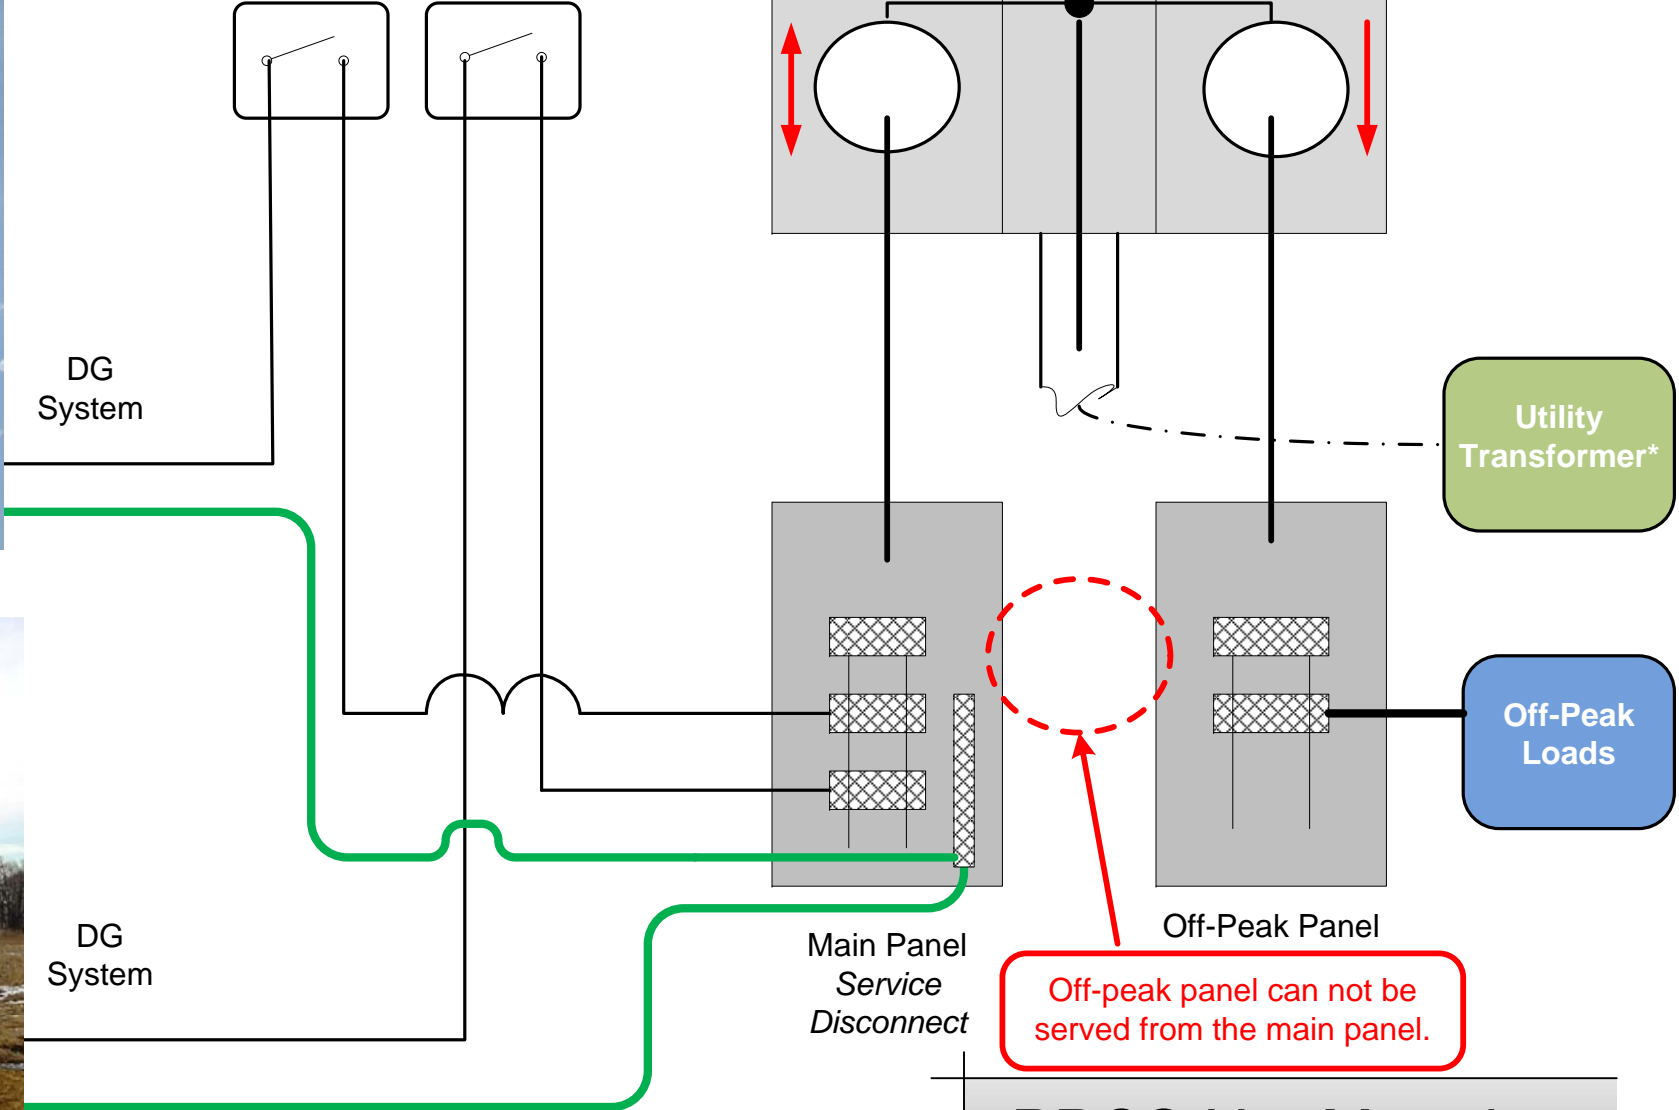 DG
System
Utility
Transformer*
Off-Peak
Loads
DG
System
Off-Peak Panel
Main Panel
Service
Disconnect
Off-peak panel can not be
served from the main panel.